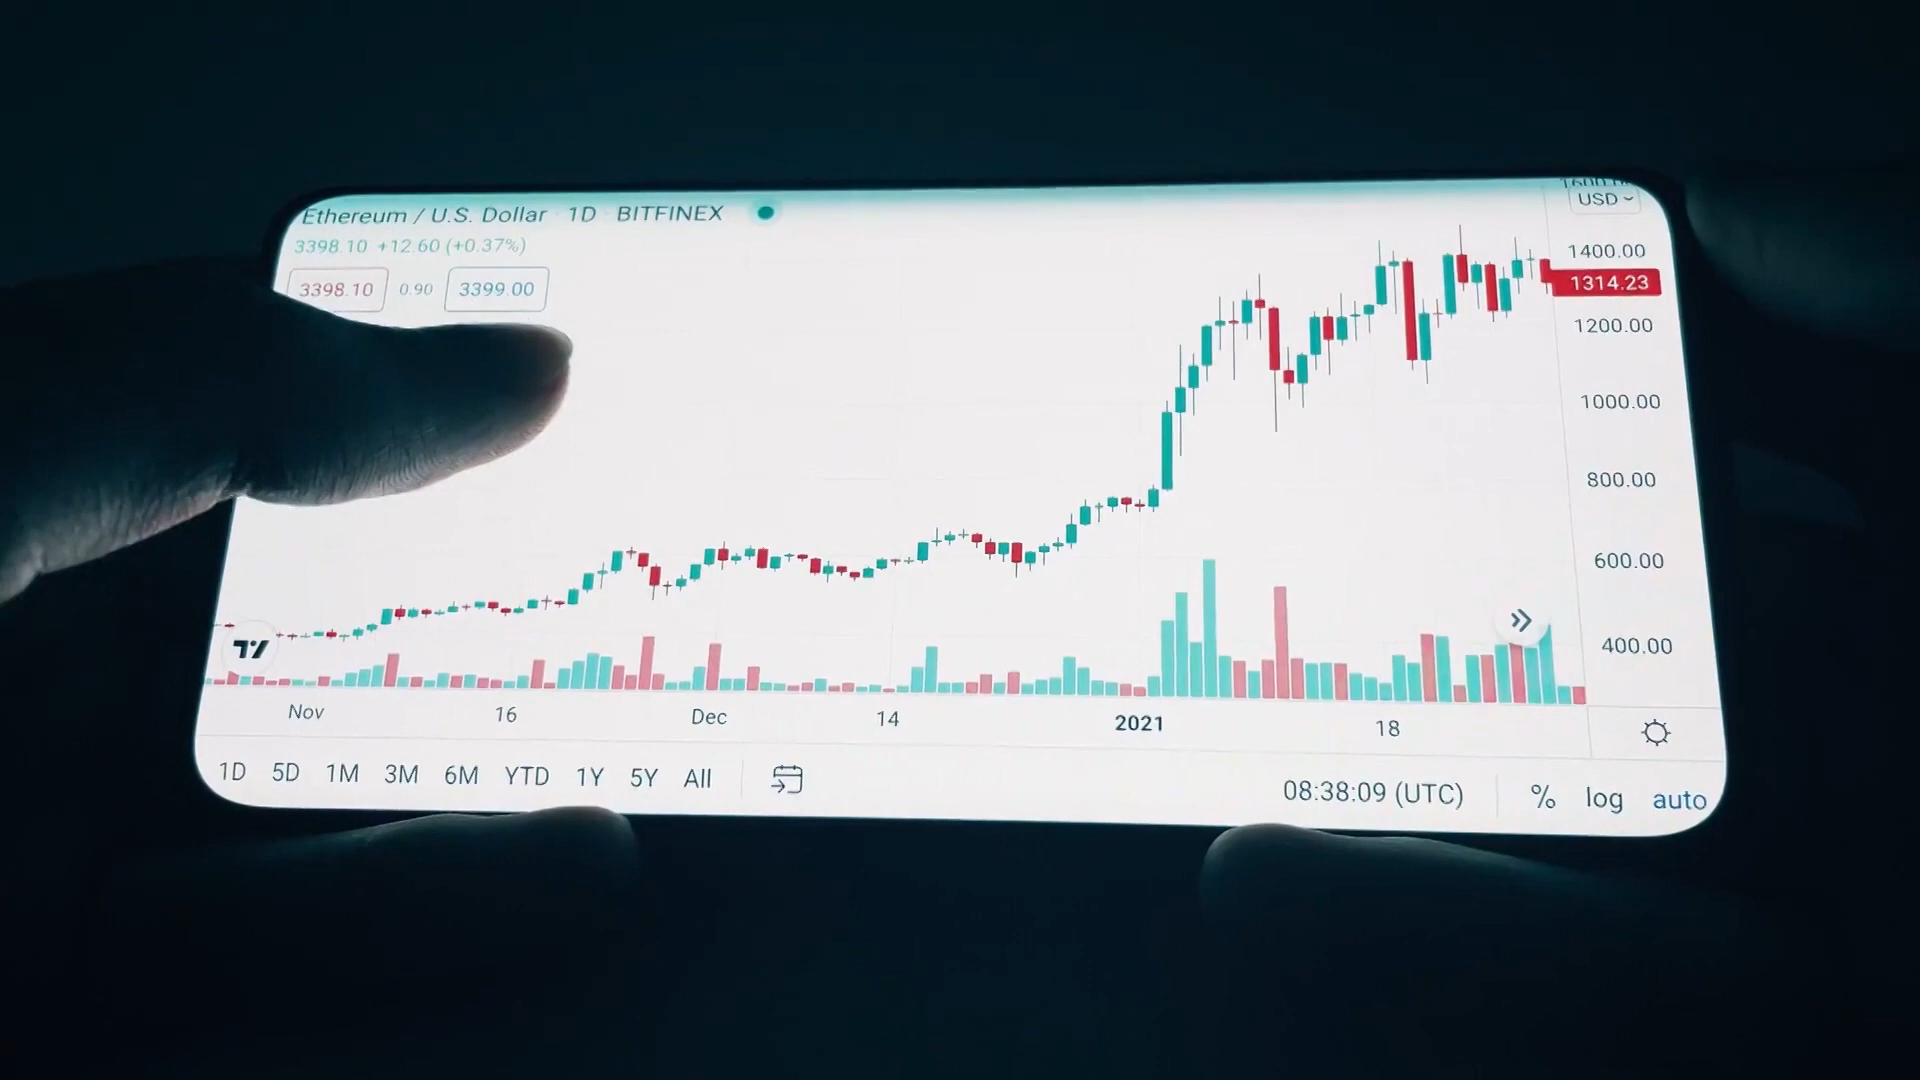 Ethereum / U.S. Dollar · 1D · BITFINEX
3398.10 +12.60 (+0.37%)
3398.10 0.90 3399.00
USD
1400.00
1314.23
1200.00
1000.00
800.00
600.00
400.00
Nov 16 Dec 14 2021 18
1D 5D 1M 3M 6M YTD 1Y 5Y All
08:38:09 (UTC) % log auto